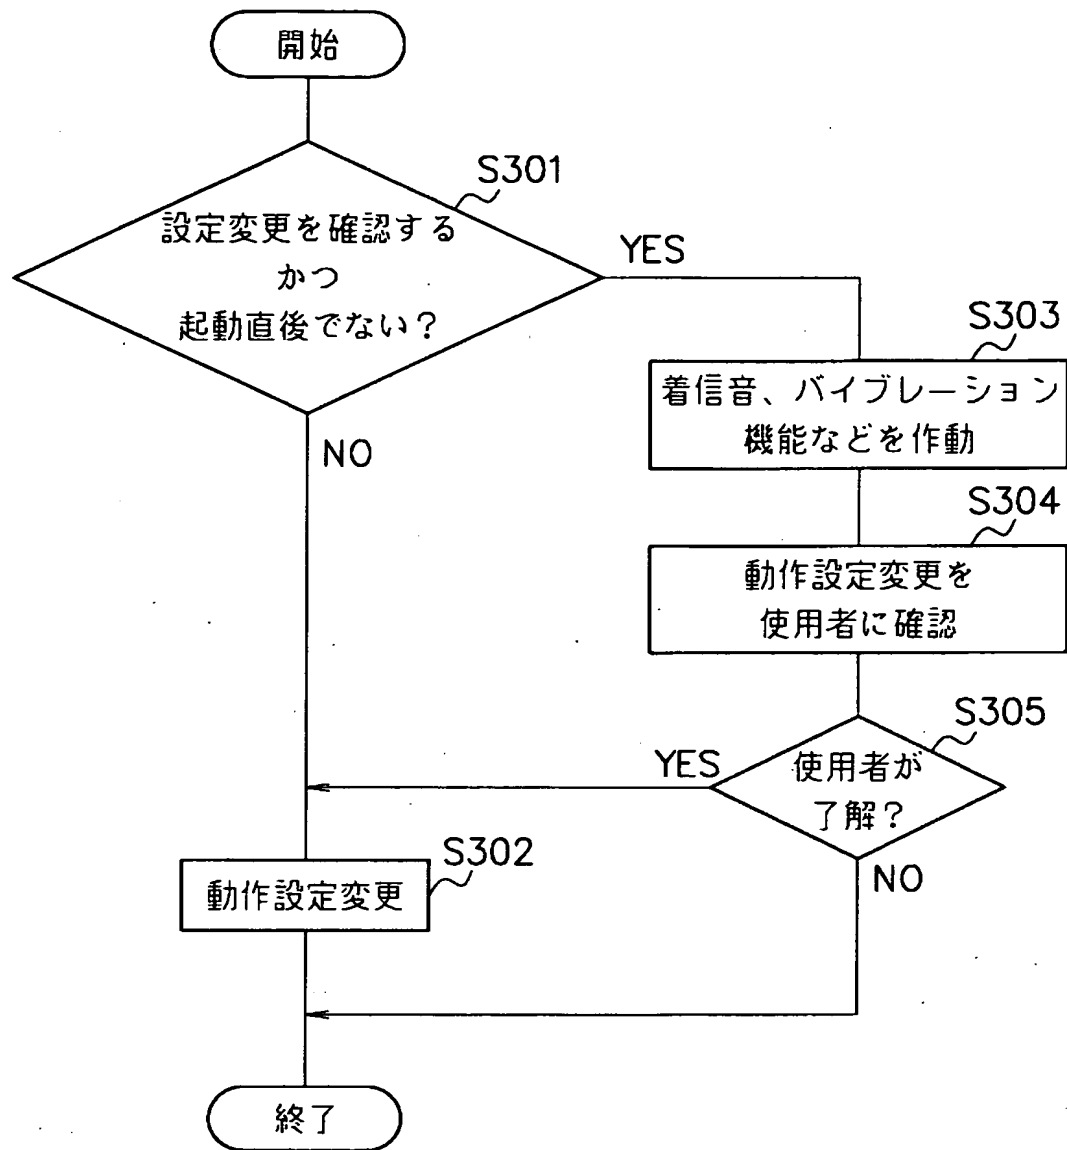 開始
S301
設定変更を確認する
かつ
起動直後でない?
YES
NO
S303
着信音、バイブレーション
機能などを作動
S304
動作設定変更を
使用者に確認
S305
使用者が
了解?
YES
NO
S302
動作設定変更
終了